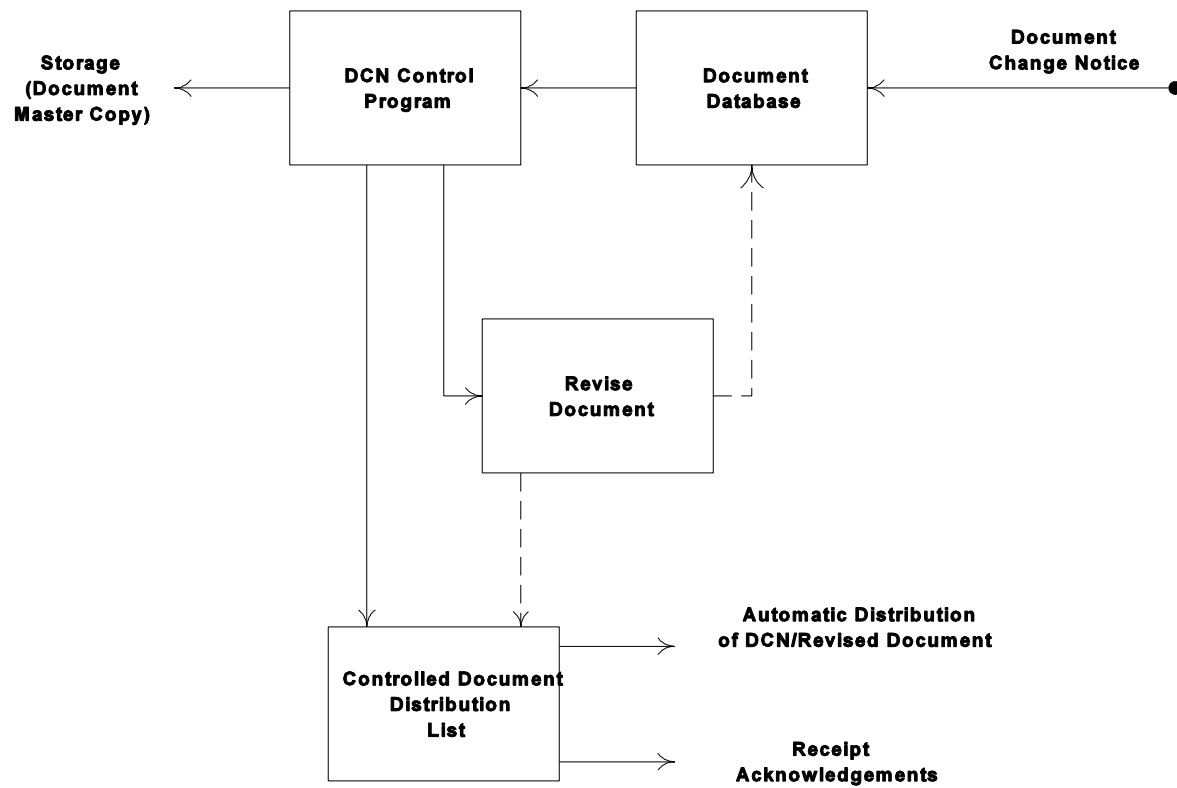 Storage
(Document
Master Copy)
DCN Control
Program
Document
Database
Document
Change Notice
Revise
Document
Controlled Document
Distribution
List
Automatic Distribution
of DCN/Revised Document
Receipt
Acknowledgements